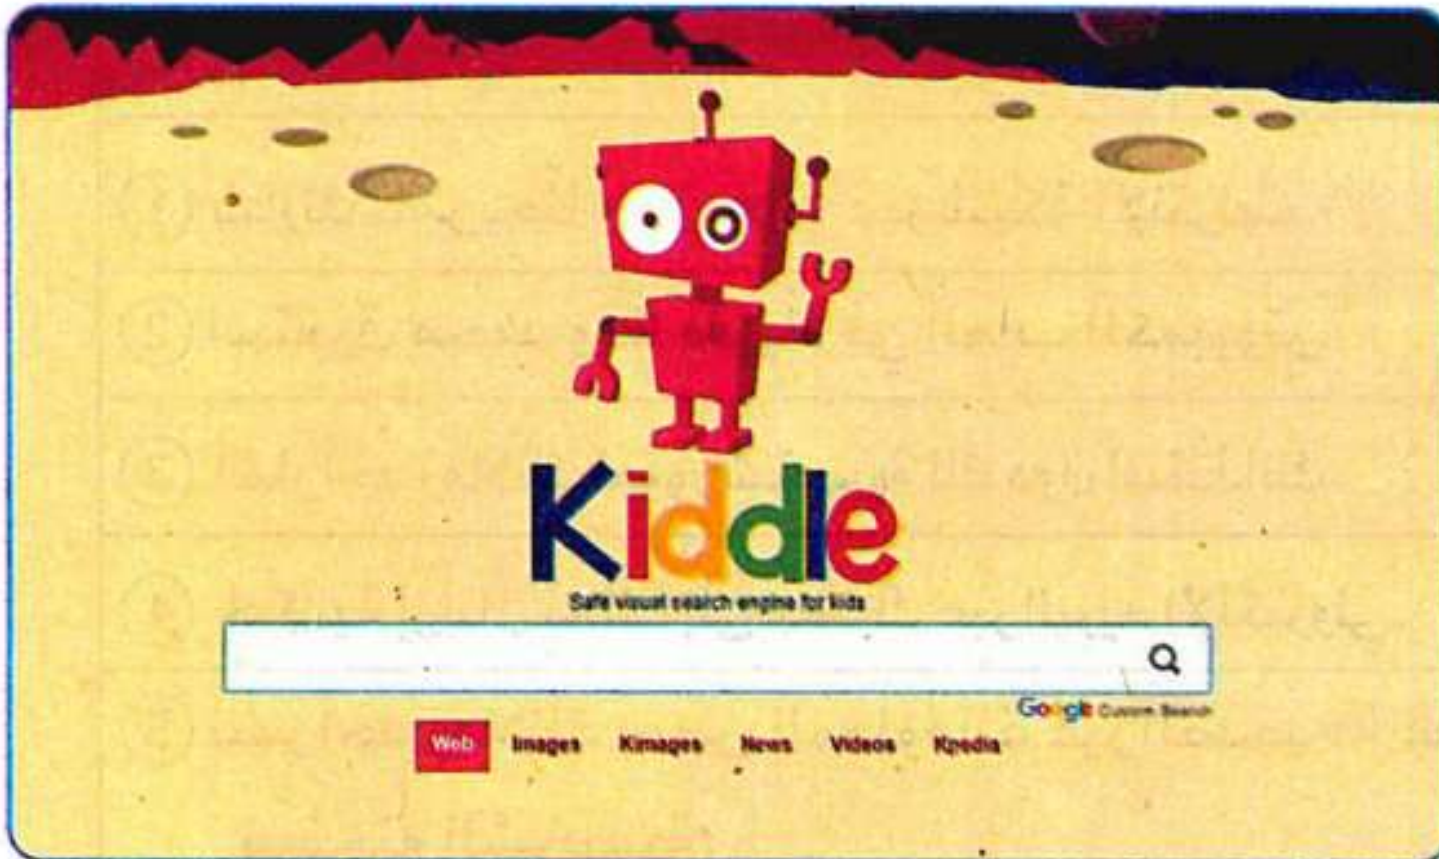 Kiddle
Safe visual search engine for kids
Google Custom Search
Web Images Kimages News Videos Kpedia